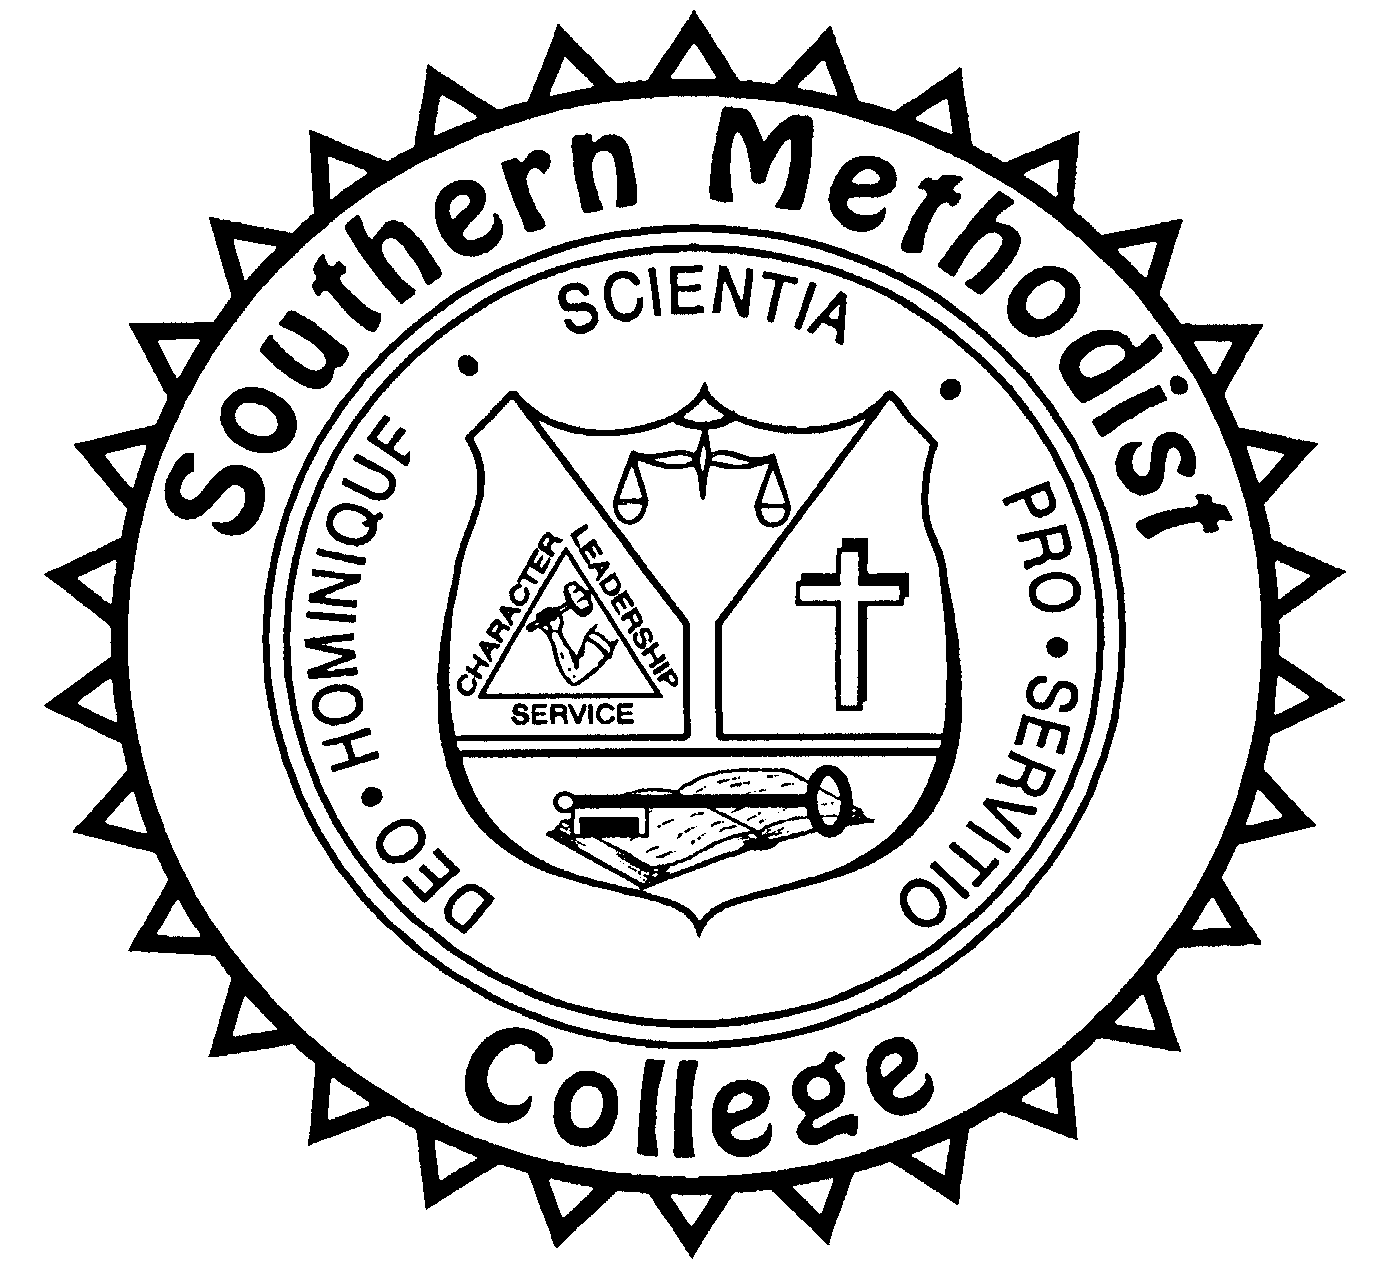 Southern Methodist
SCIENTIA
DEO • HOMINIQUE
PRO • SERVITIO
CHARACTER
LEADERSHIP
SERVICE
College